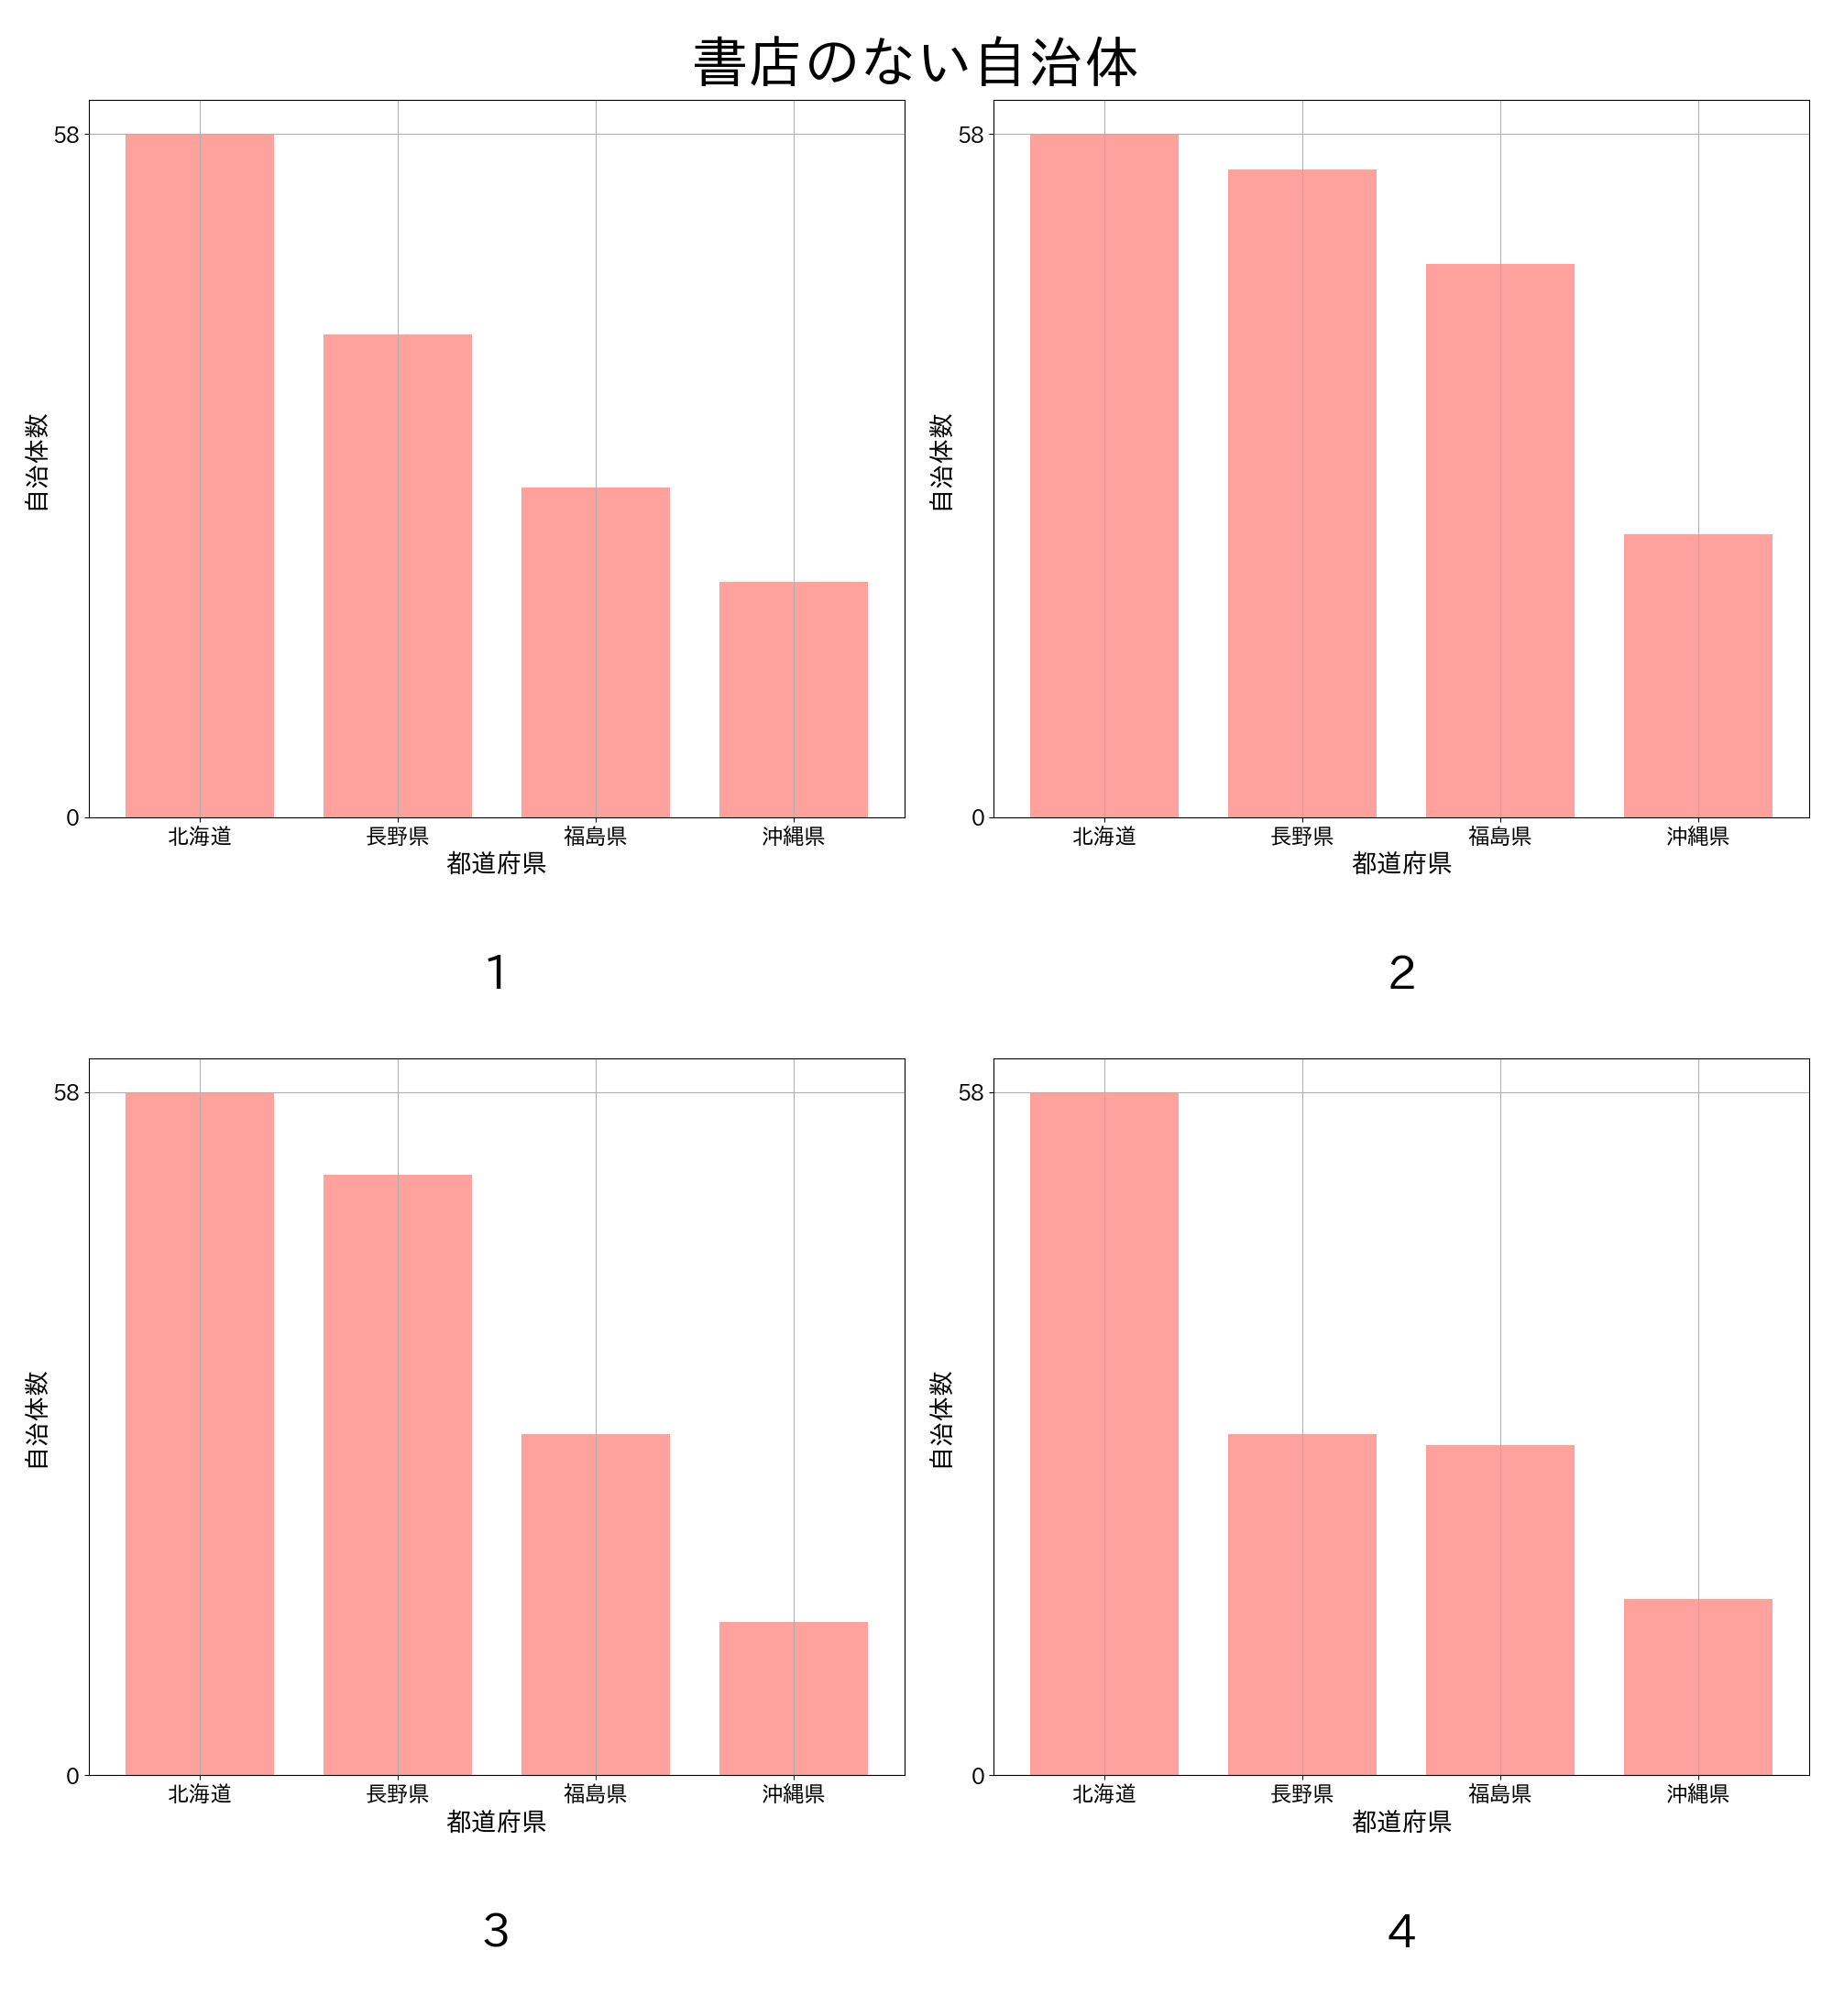 書店のない自治体
58
0
自治体数
北海道 長野県 福島県 沖縄県
都道府県
1
58
0
自治体数
北海道 長野県 福島県 沖縄県
都道府県
2
58
0
自治体数
北海道 長野県 福島県 沖縄県
都道府県
3
58
0
自治体数
北海道 長野県 福島県 沖縄県
都道府県
4